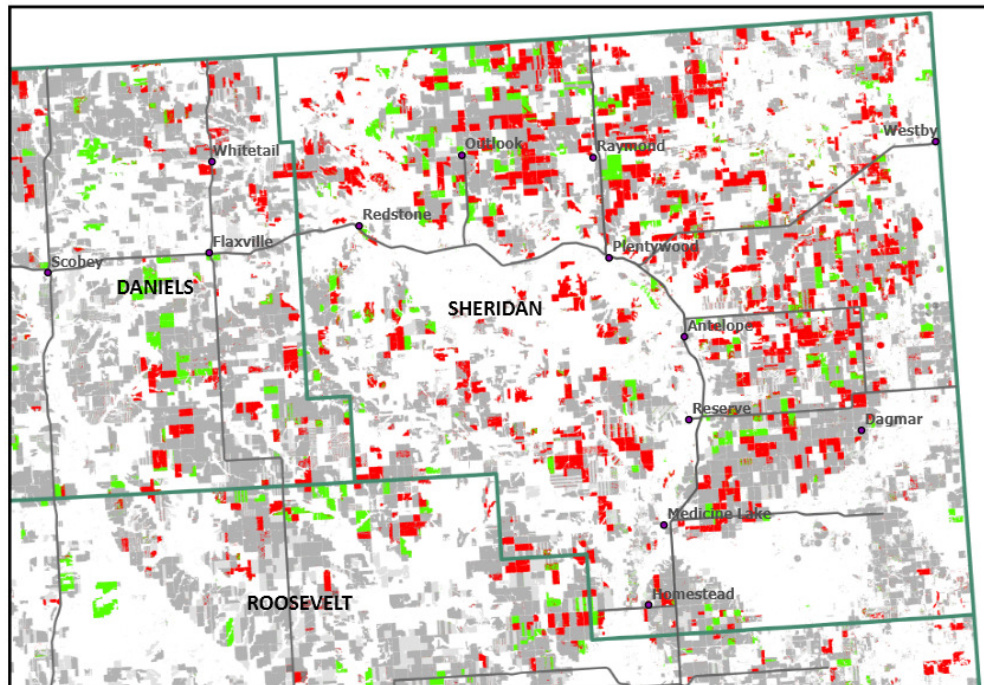 Westby
Outlook
Raymond
Whitetail
Redstone
Flaxville
Plentywood
Scobey
DANIELS
SHERIDAN
Antelope
Reserve
Dagmar
Medicine Lake
Homestead
ROOSEVELT